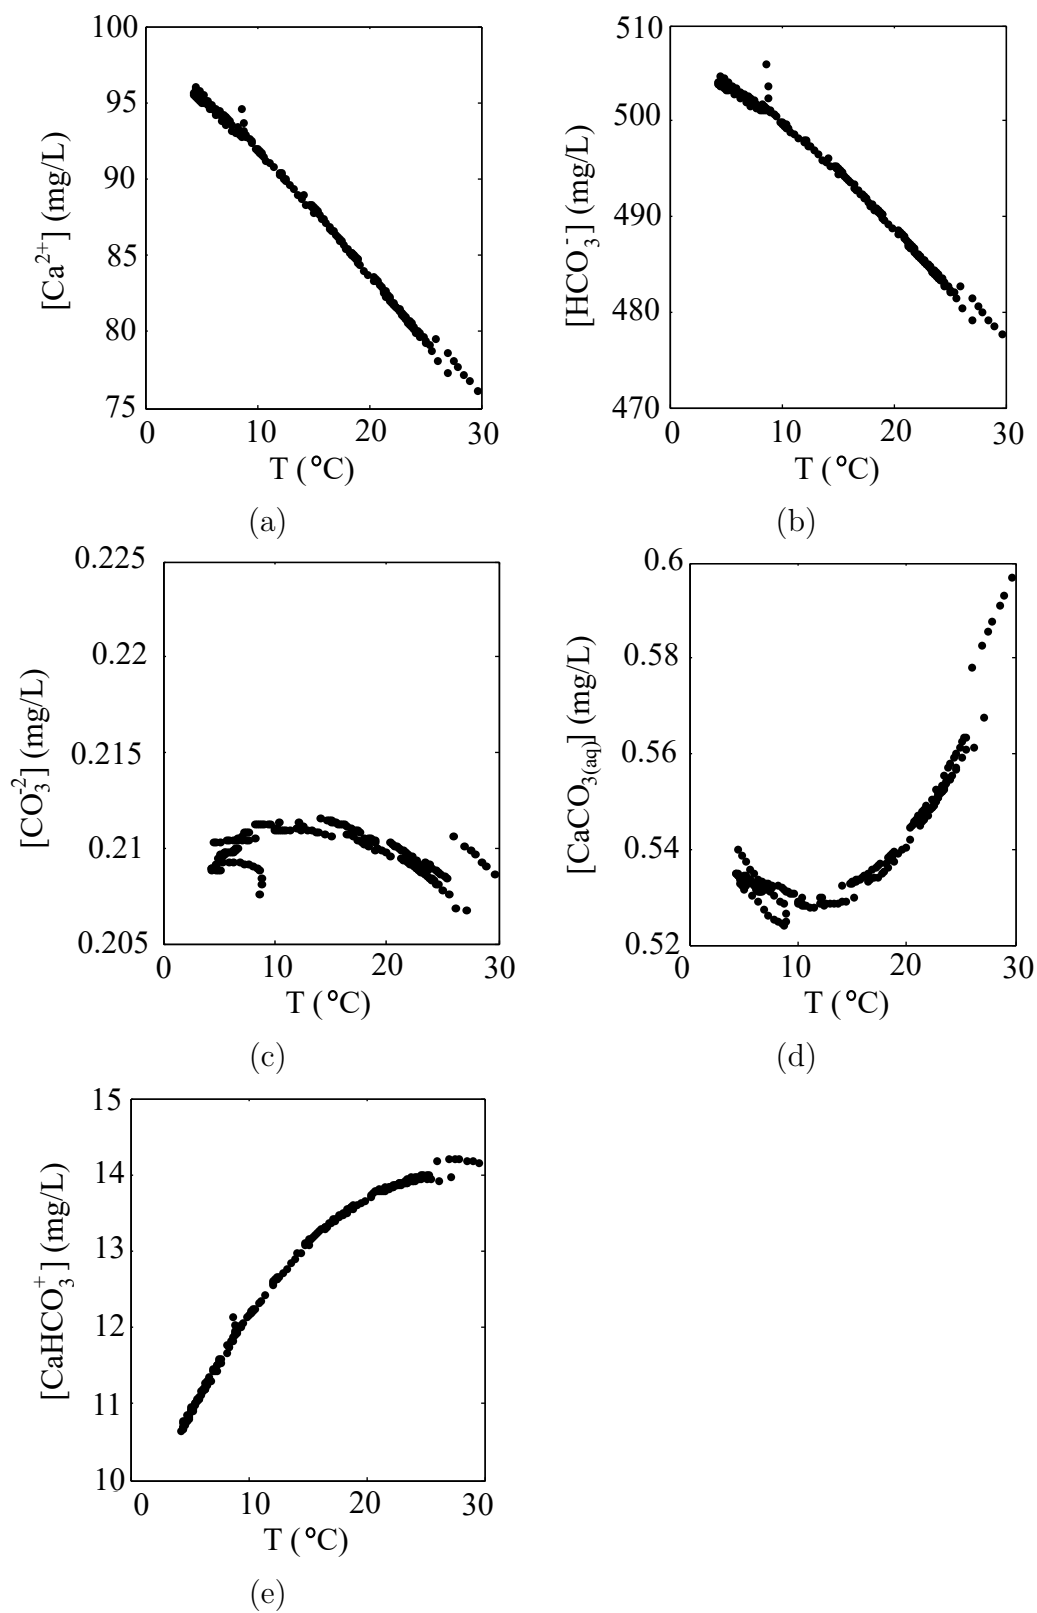 100
95
90
85
80
75
[Ca²⁺] (mg/L)
0 10 20 30
T (°C)
(a)
510
500
490
480
470
[HCO₃⁻] (mg/L)
0 10 20 30
T (°C)
(b)
0.225
0.22
0.215
0.21
0.205
[CO₃⁻²] (mg/L)
0 10 20 30
T (°C)
(c)
0.6
0.58
0.56
0.54
0.52
[CaCO₃₍aq₎] (mg/L)
0 10 20 30
T (°C)
(d)
15
14
13
12
11
10
[CaHCO₃⁺] (mg/L)
0 10 20 30
T (°C)
(e)